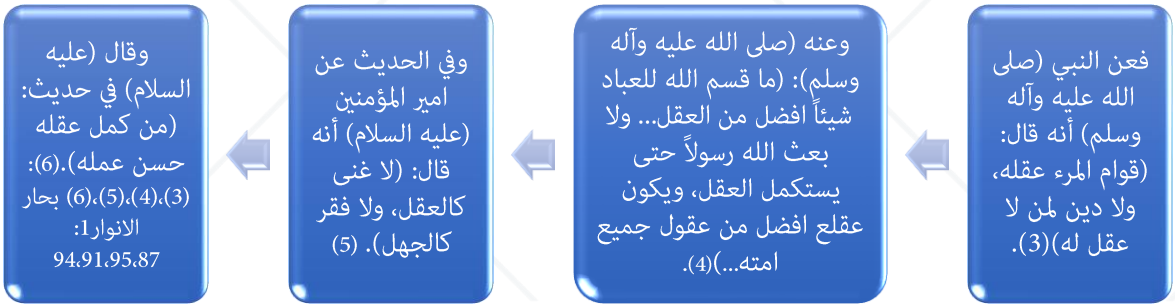 فعن النبي (صلى
الله عليه وآله
وسلم) أنه قال:
(قوام المرء عقله،
ولا دين لمن لا
عقل له)(3).
وعنه (صلى الله عليه وآله
وسلم): (ما قسم الله للعباد
شيئاً افضل من العقل... ولا
بعث الله رسولاً حتى
يستكمل العقل، ويكون
عقلع افضل من عقول جميع
امته...)(4).
وفي الحديث عن
امير المؤمنين
(عليه السلام) أنه
قال: (لا غنى
كالعقل، ولا فقر
كالجهل). (5)
وقال (عليه
السلام) في حديث:
(من كمل عقله
حسن عمله).(6):
(3)،(4)،(5)،(6) بحار
الانوار1:
94،91،95،87